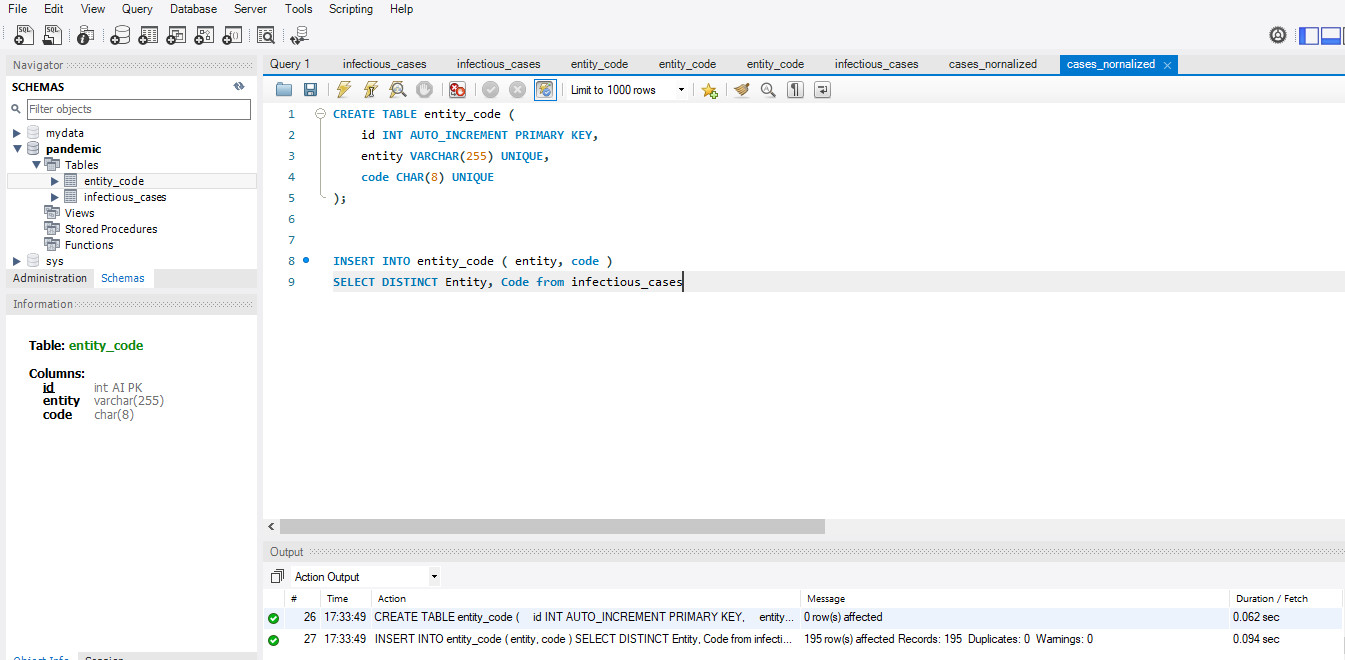 File Edit View Query Database Server Tools Scripting Help
Navigator
SCHEMAS
Filter objects
mydata
pandemic
Tables
entity_code
infectious_cases
Views
Stored Procedures
Functions
sys
Administration Schemas
Information
Table: entity_code
Columns:
id int AI PK
entity varchar(255)
code char(8)
Query 1 infectious_cases infectious_cases entity_code entity_code entity_code infectious_cases cases_nornalized cases_nornalized
Limit to 1000 rows
1 CREATE TABLE entity_code (
2 id INT AUTO_INCREMENT PRIMARY KEY,
3 entity VARCHAR(255) UNIQUE,
4 code CHAR(8) UNIQUE
5 );
6
7
8 INSERT INTO entity_code ( entity, code )
9 SELECT DISTINCT Entity, Code from infectious_cases
Output
Action Output
# Time Action Message Duration / Fetch
26 17:33:49 CREATE TABLE entity_code ( id INT AUTO_INCREMENT PRIMARY KEY, entity... 0 row(s) affected 0.062 sec
27 17:33:49 INSERT INTO entity_code ( entity, code ) SELECT DISTINCT Entity, Code from infecti... 195 row(s) affected Records: 195 Duplicates: 0 Warnings: 0 0.094 sec
Object Info Session